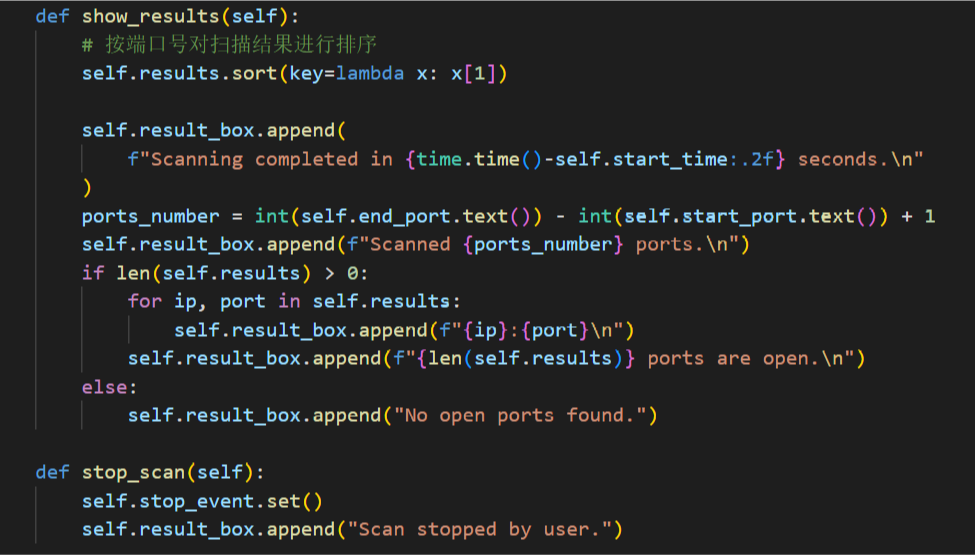 def show_results(self):
    # 按端口号对扫描结果进行排序
    self.results.sort(key=lambda x: x[1])

    self.result_box.append(
        f"Scanning completed in {time.time()-self.start_time:.2f} seconds.\n"
    )
    ports_number = int(self.end_port.text()) - int(self.start_port.text()) + 1
    self.result_box.append(f"Scanned {ports_number} ports.\n")
    if len(self.results) > 0:
        for ip, port in self.results:
            self.result_box.append(f"{ip}:{port}\n")
        self.result_box.append(f"{len(self.results)} ports are open.\n")
    else:
        self.result_box.append("No open ports found.")

def stop_scan(self):
    self.stop_event.set()
    self.result_box.append("Scan stopped by user.")